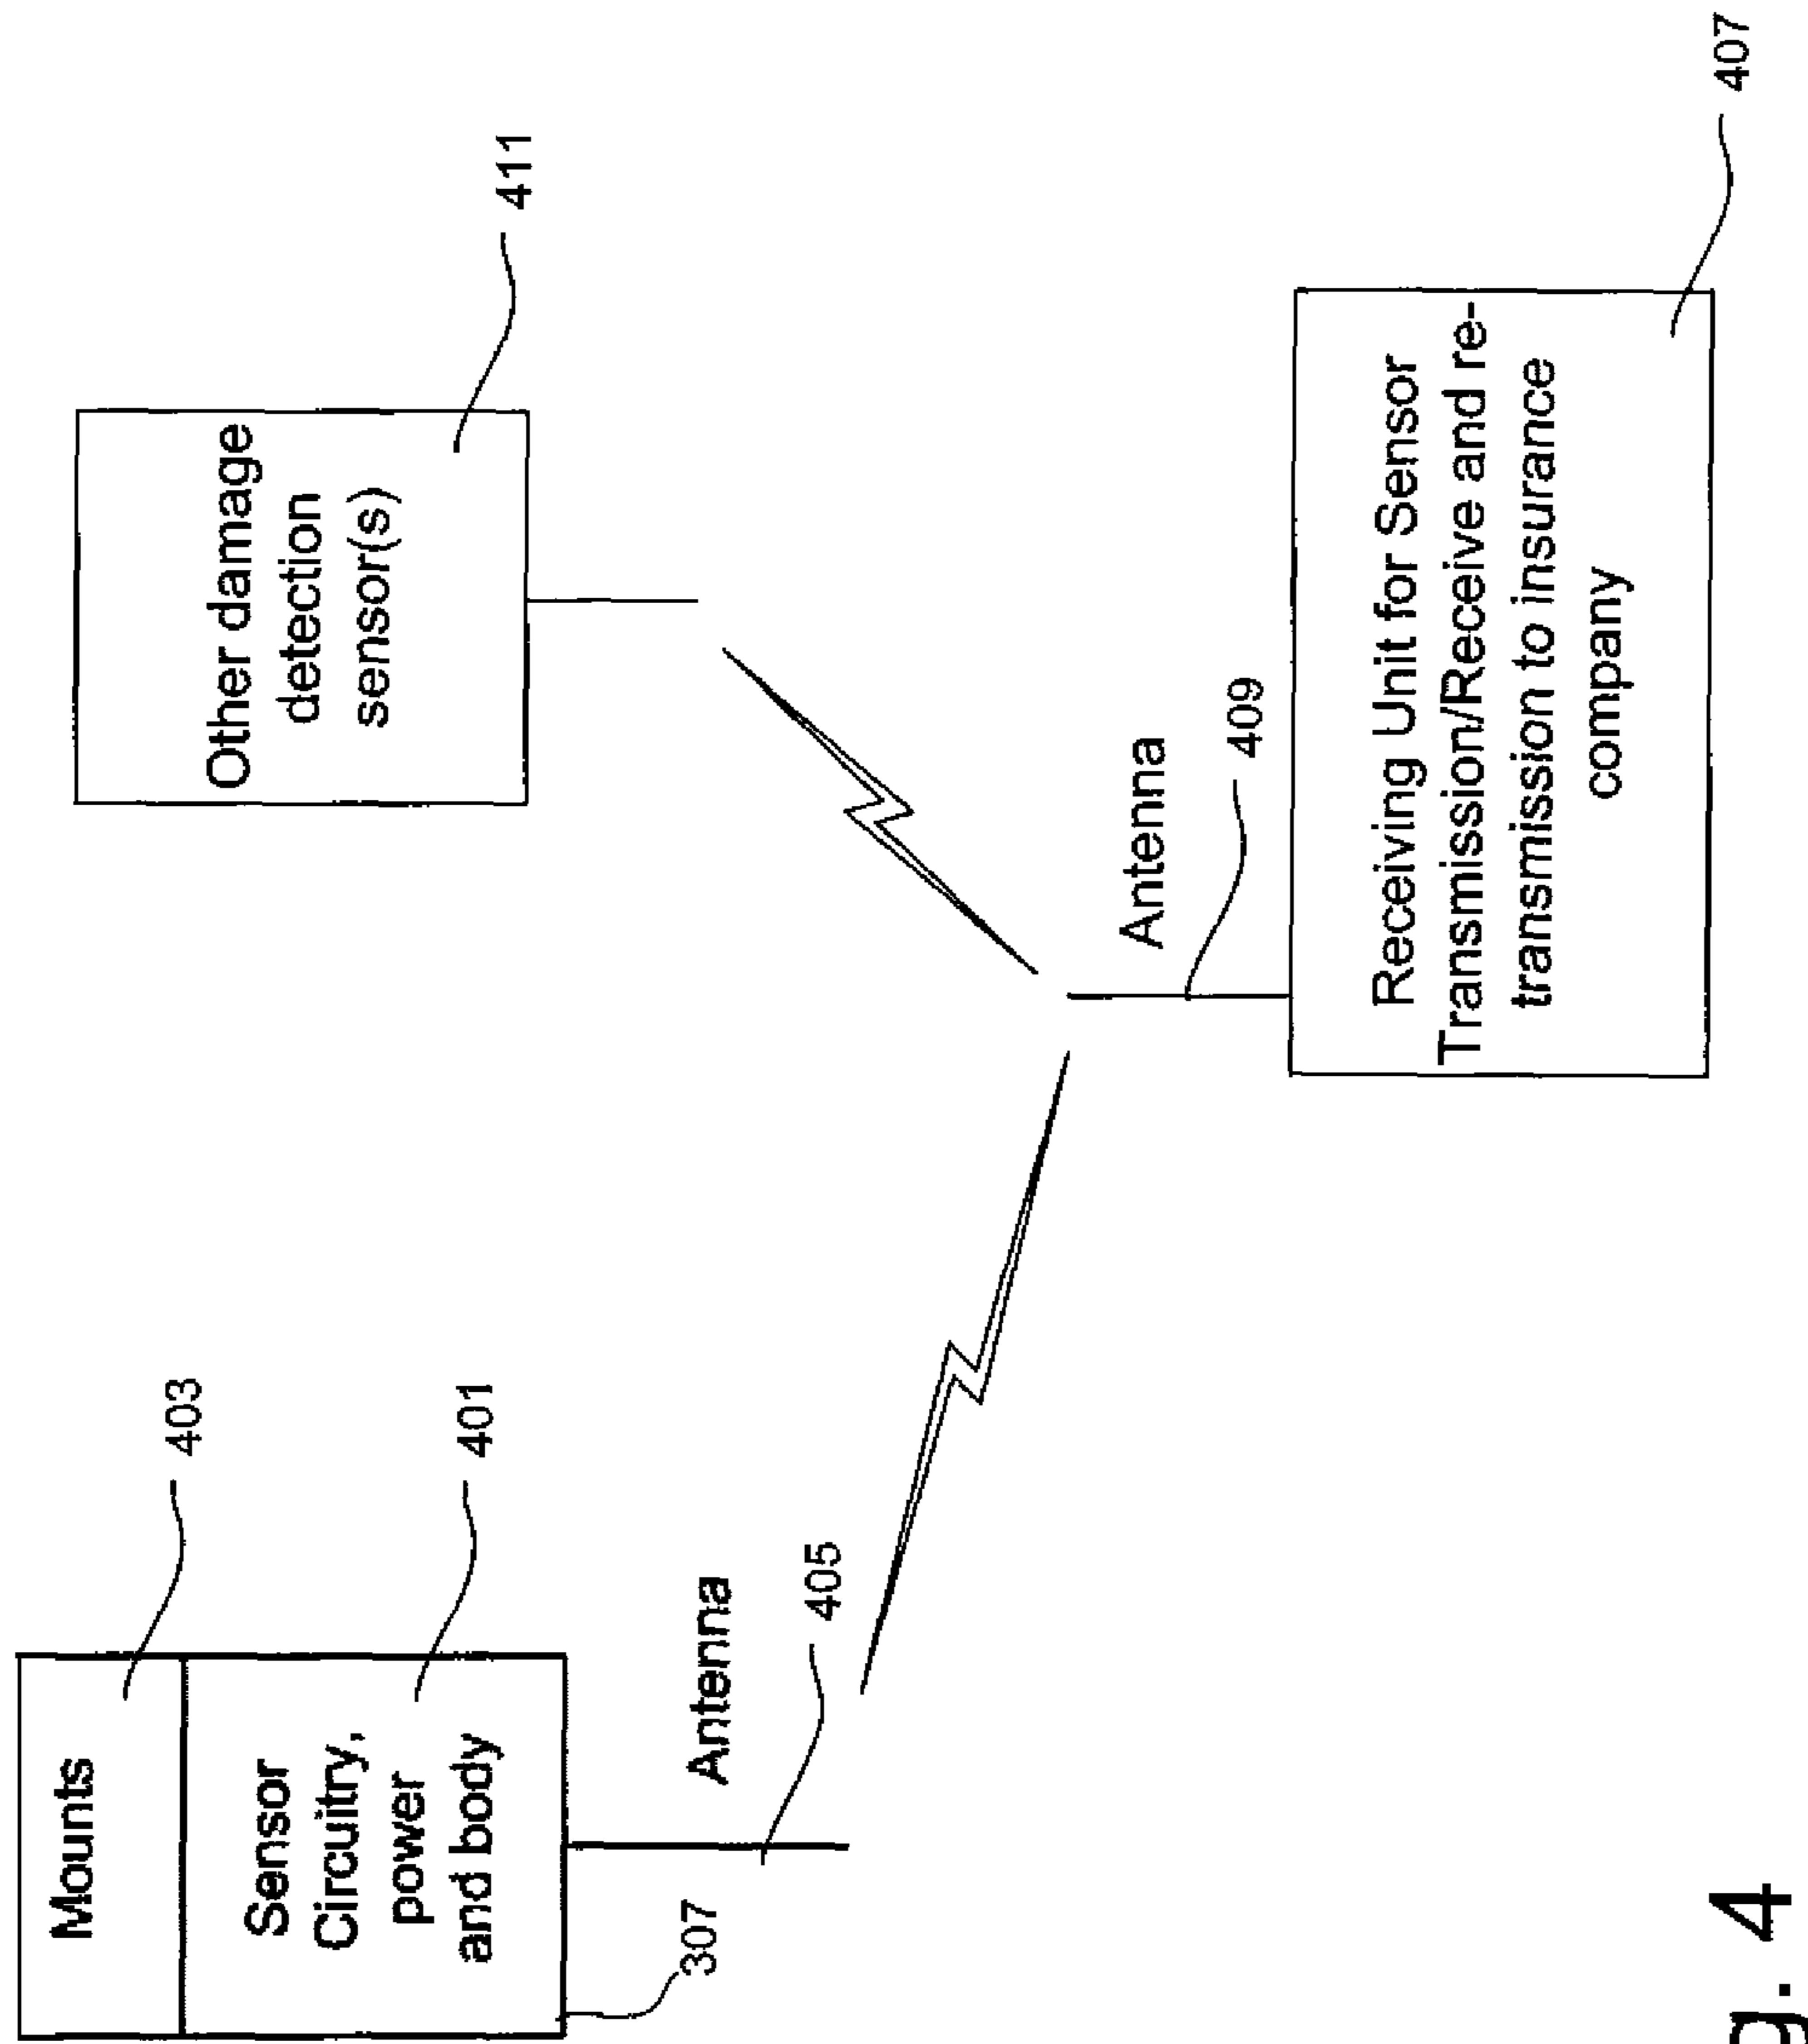 Mounts
403
Sensor
Circuitry,
power
and body
401
307
Antenna
405
Other damage
detection
sensor(s)
411
Antenna
409
Receiving Unit for Sensor
Transmission/Receive and re-
transmission to insurance
company
407
g. 4